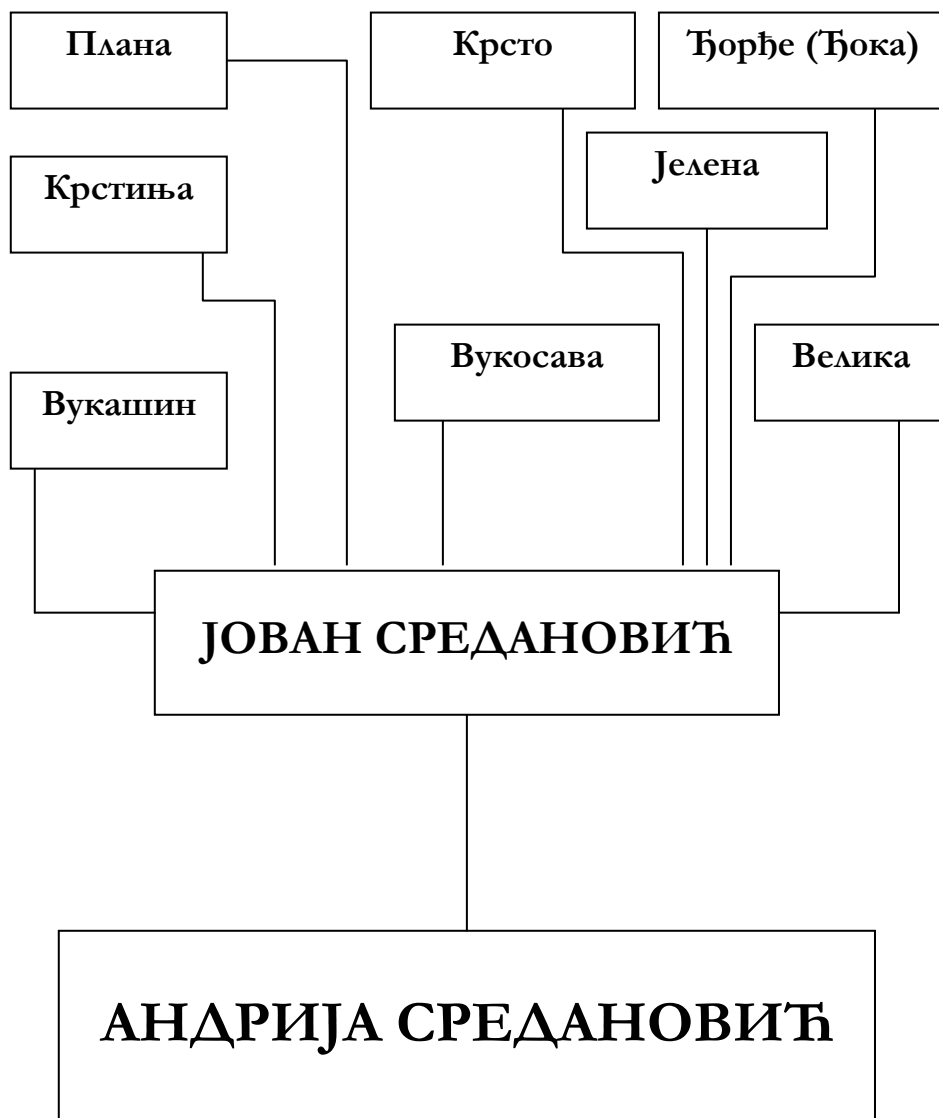 Плана
Крсто
Ђорђе (Ђока)
Јелена
Крстиња
Вукосава
Велика
Вукашин
ЈОВАН СРЕДАНОВИЋ
АНДРИЈА СРЕДАНОВИЋ